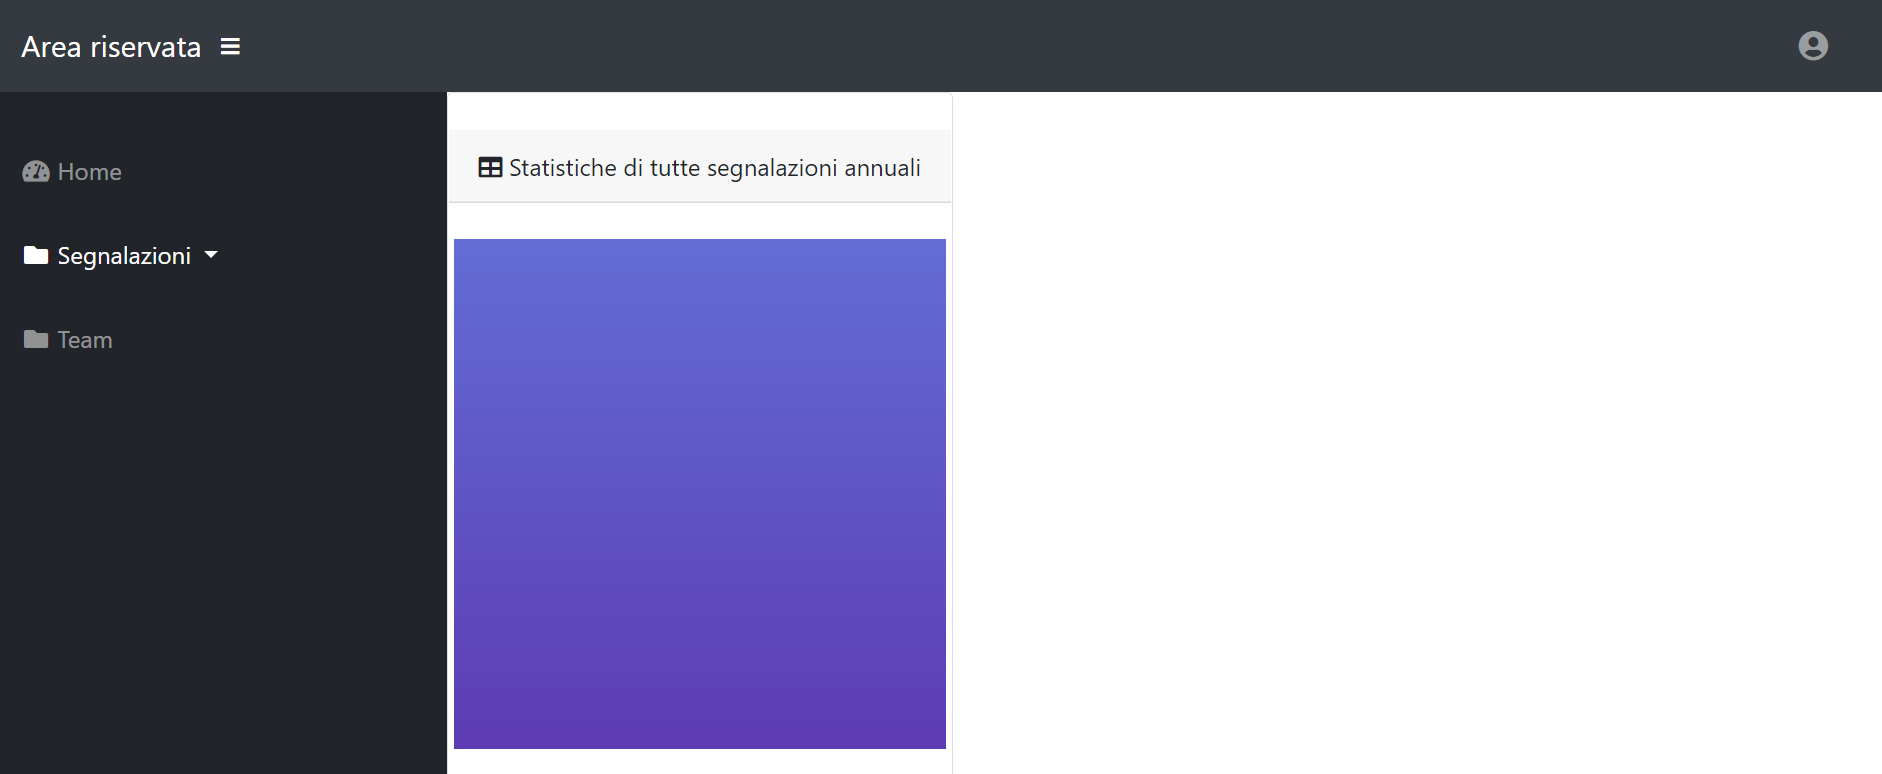 Area riservata
Home
Segnalazioni
Team
Statistiche di tutte segnalazioni annuali